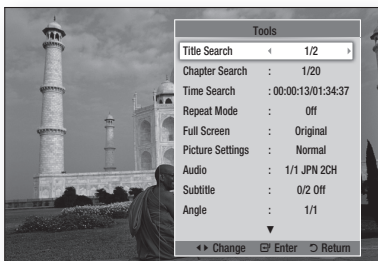 Tools
Title Search ◀ 1/2 ▶
Chapter Search : 1/20
Time Search : 00:00:13/01:34:37
Repeat Mode : Off
Full Screen : Original
Picture Settings : Normal
Audio : 1/1 JPN 2CH
Subtitle : 0/2 Off
Angle : 1/1
▼
◀▶ Change Enter Return